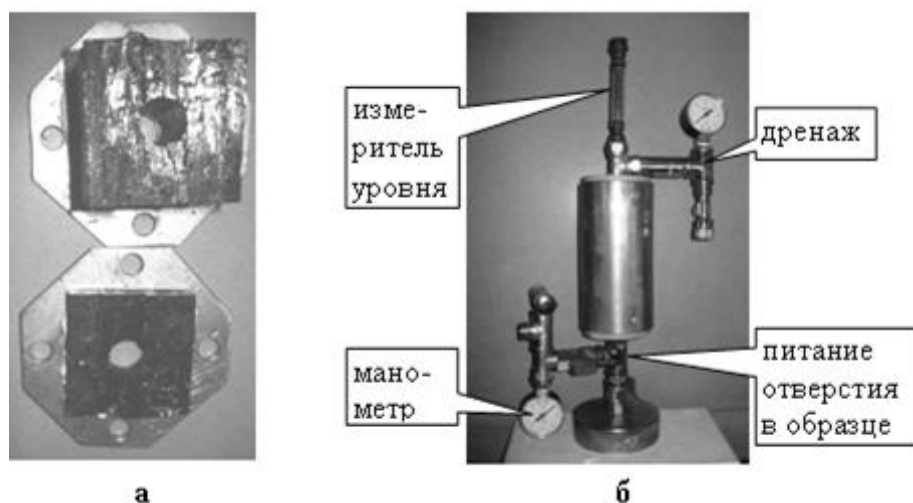 изме-
ритель
уровня
дренаж
мано-
метр
питание
отверстия
в образце
а
б